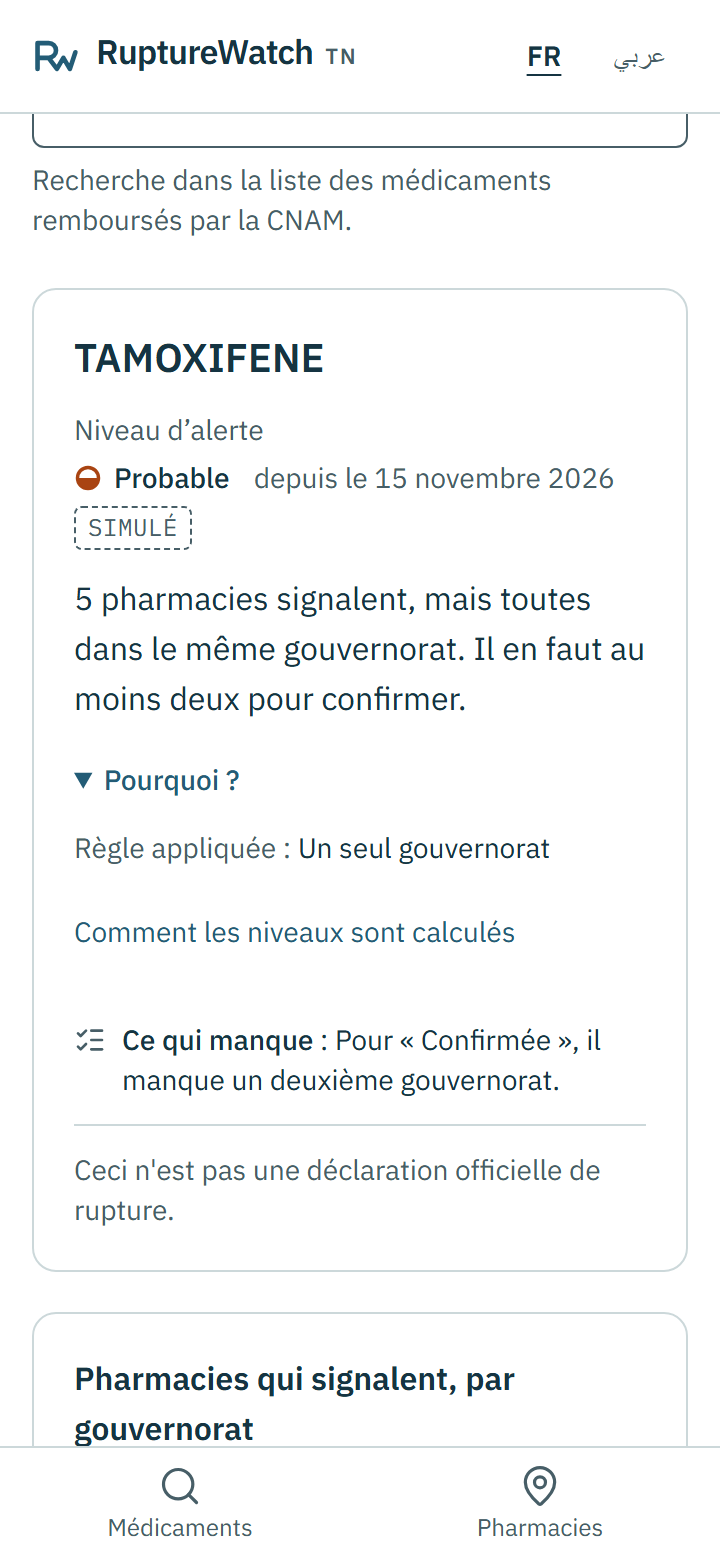 RuptureWatch TN
FR
عربي
Recherche dans la liste des médicaments
remboursés par la CNAM.
TAMOXIFENE
Niveau d’alerte
Probable depuis le 15 novembre 2026
SIMULÉ
5 pharmacies signalent, mais toutes
dans le même gouvernorat. Il en faut au
moins deux pour confirmer.
Pourquoi ?
Règle appliquée : Un seul gouvernorat
Comment les niveaux sont calculés
Ce qui manque : Pour « Confirmée », il
manque un deuxième gouvernorat.
Ceci n'est pas une déclaration officielle de
rupture.
Pharmacies qui signalent, par
gouvernorat
Médicaments
Pharmacies